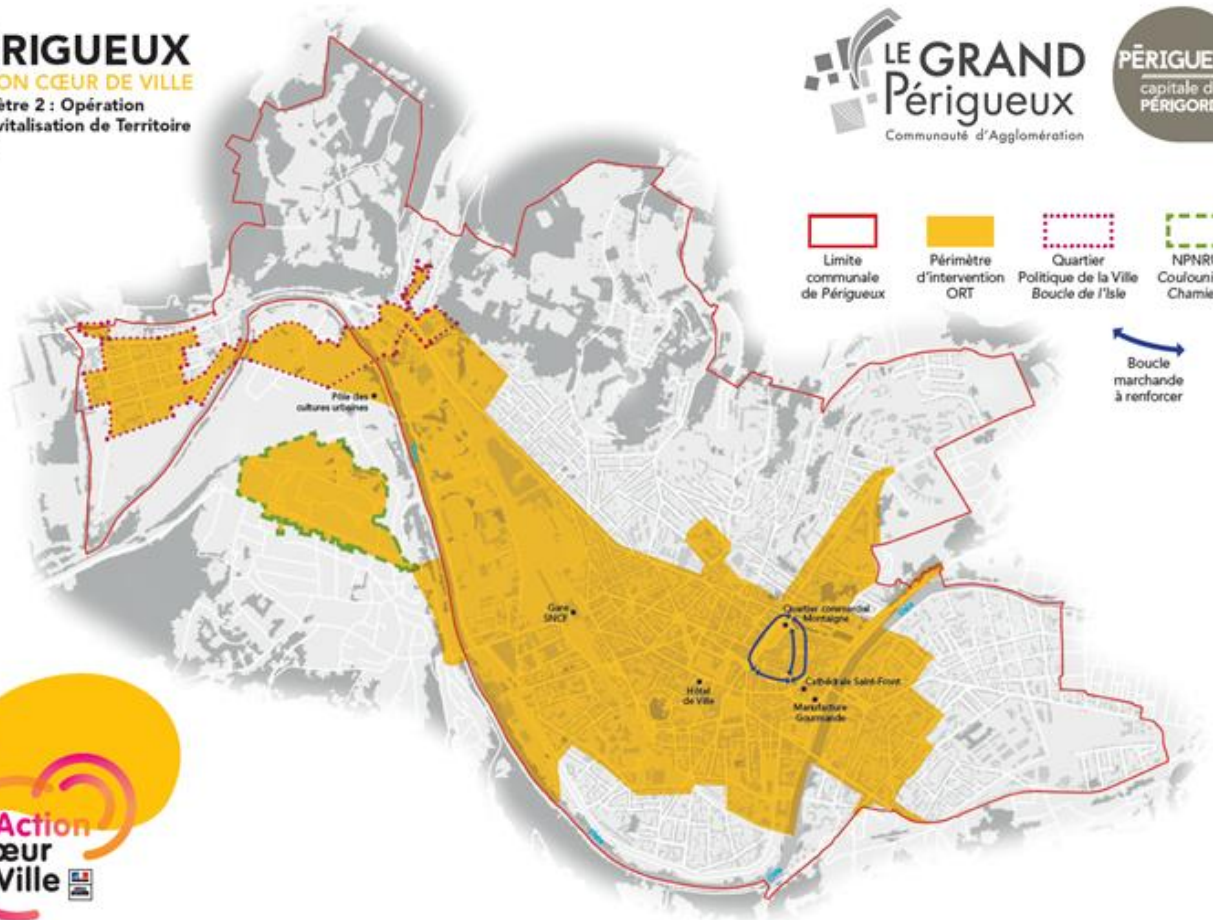 RIGUEUX
ON CŒUR DE VILLE
ètre 2 : Opération
vitalisation de Territoire
LE GRAND
Périgueux
Communauté d'Agglomération
PÉRIGUE
capitale d
PÉRIGORD
Limite
communale
de Périgueux
Périmètre
d'intervention
ORT
Quartier
Politique de la Ville
Boucle de l'Isle
NPNR
Coulouni
Chamie
Boucle
marchande
à renforcer
Pôle des
cultures urbaines
Gare
SNCF
Quartier commercial
Montaigne
Cathédrale Saint-Front
Hôtel
de Ville
Manufacture
Gourmande
Action
œur
Ville